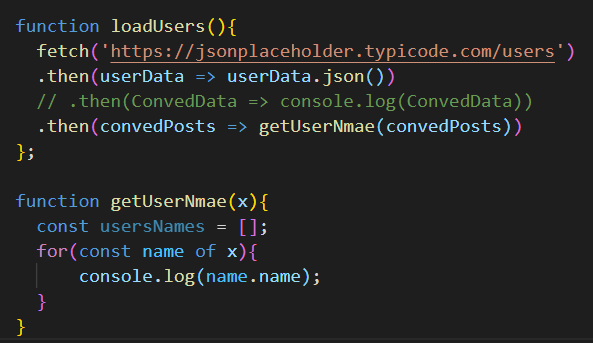 function loadUsers(){
  fetch('https://jsonplaceholder.typicode.com/users')
  .then(userData => userData.json())
  // .then(ConvedData => console.log(ConvedData))
  .then(convedPosts => getUserNmae(convedPosts))
};

function getUserNmae(x){
  const usersNames = [];
  for(const name of x){
      console.log(name.name);
  }
}